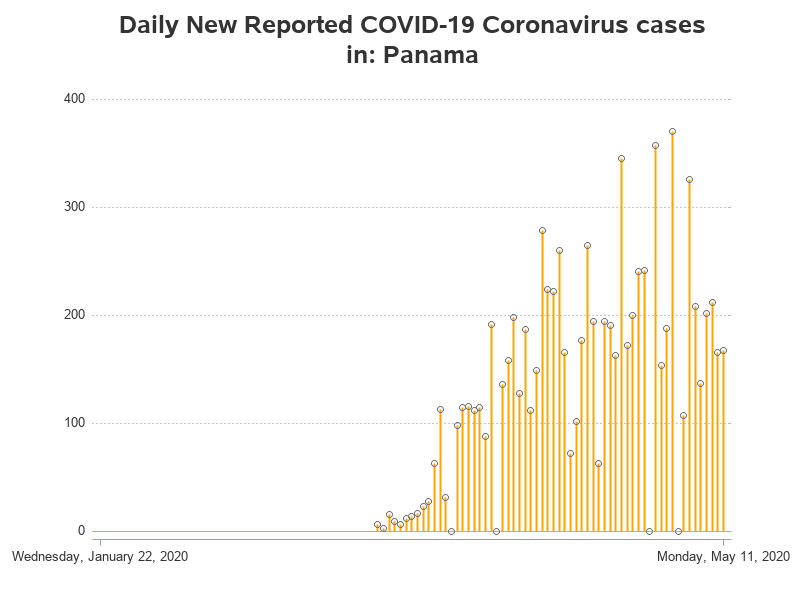 Daily New Reported COVID-19 Coronavirus cases
in: Panama
400
300
200
100
0
Wednesday, January 22, 2020
Monday, May 11, 2020